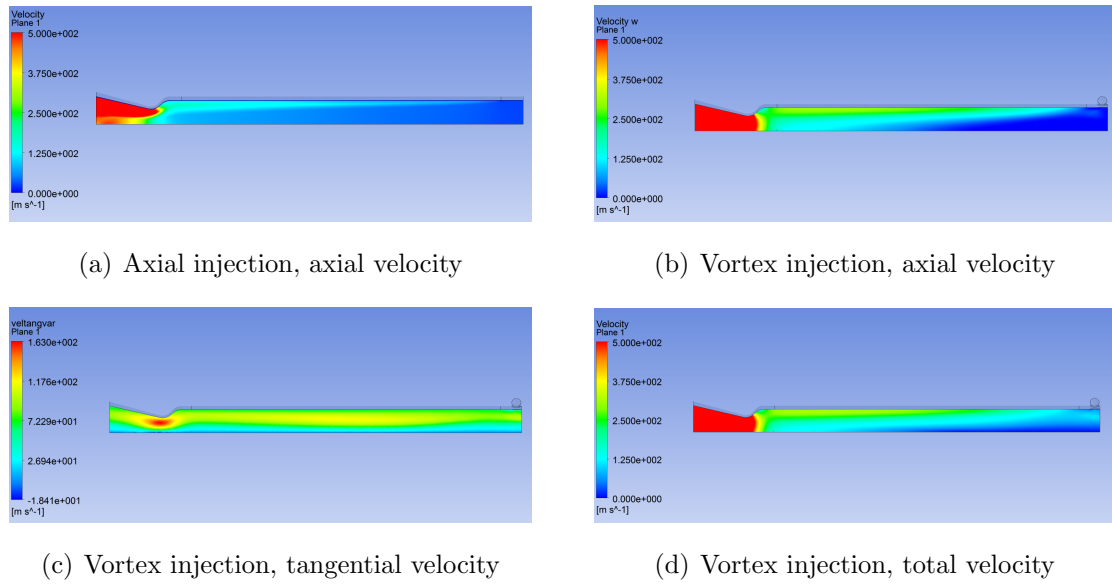 Velocity
Plane 1
5.000e+002
3.750e+002
2.500e+002
1.250e+002
0.000e+000
[m s^-1]
(a) Axial injection, axial velocity
Velocity w
Plane 1
5.000e+002
3.750e+002
2.500e+002
1.250e+002
0.000e+000
[m s^-1]
(b) Vortex injection, axial velocity
veltangvar
Plane 1
1.630e+002
1.176e+002
7.229e+001
2.694e+001
-1.841e+001
[m s^-1]
(c) Vortex injection, tangential velocity
Velocity
Plane 1
5.000e+002
3.750e+002
2.500e+002
1.250e+002
0.000e+000
[m s^-1]
(d) Vortex injection, total velocity